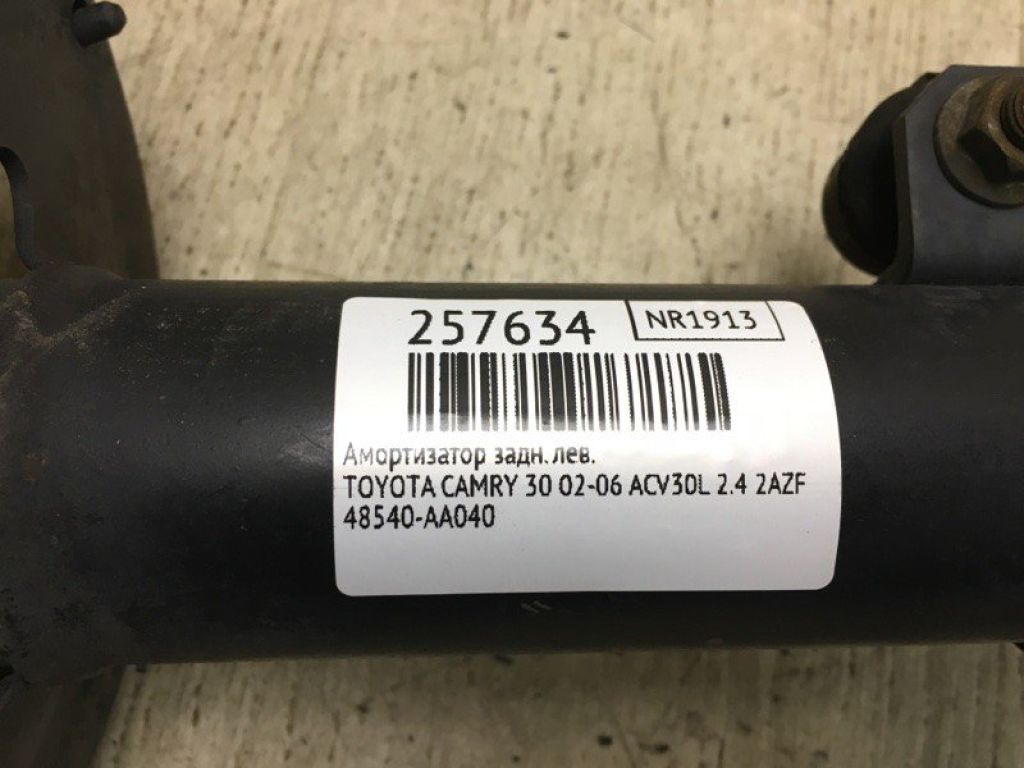 257634
NR1913
Амортизатор задн. лев.
TOYOTA CAMRY 30 02-06 ACV30L 2.4 2AZF
48540-AA040